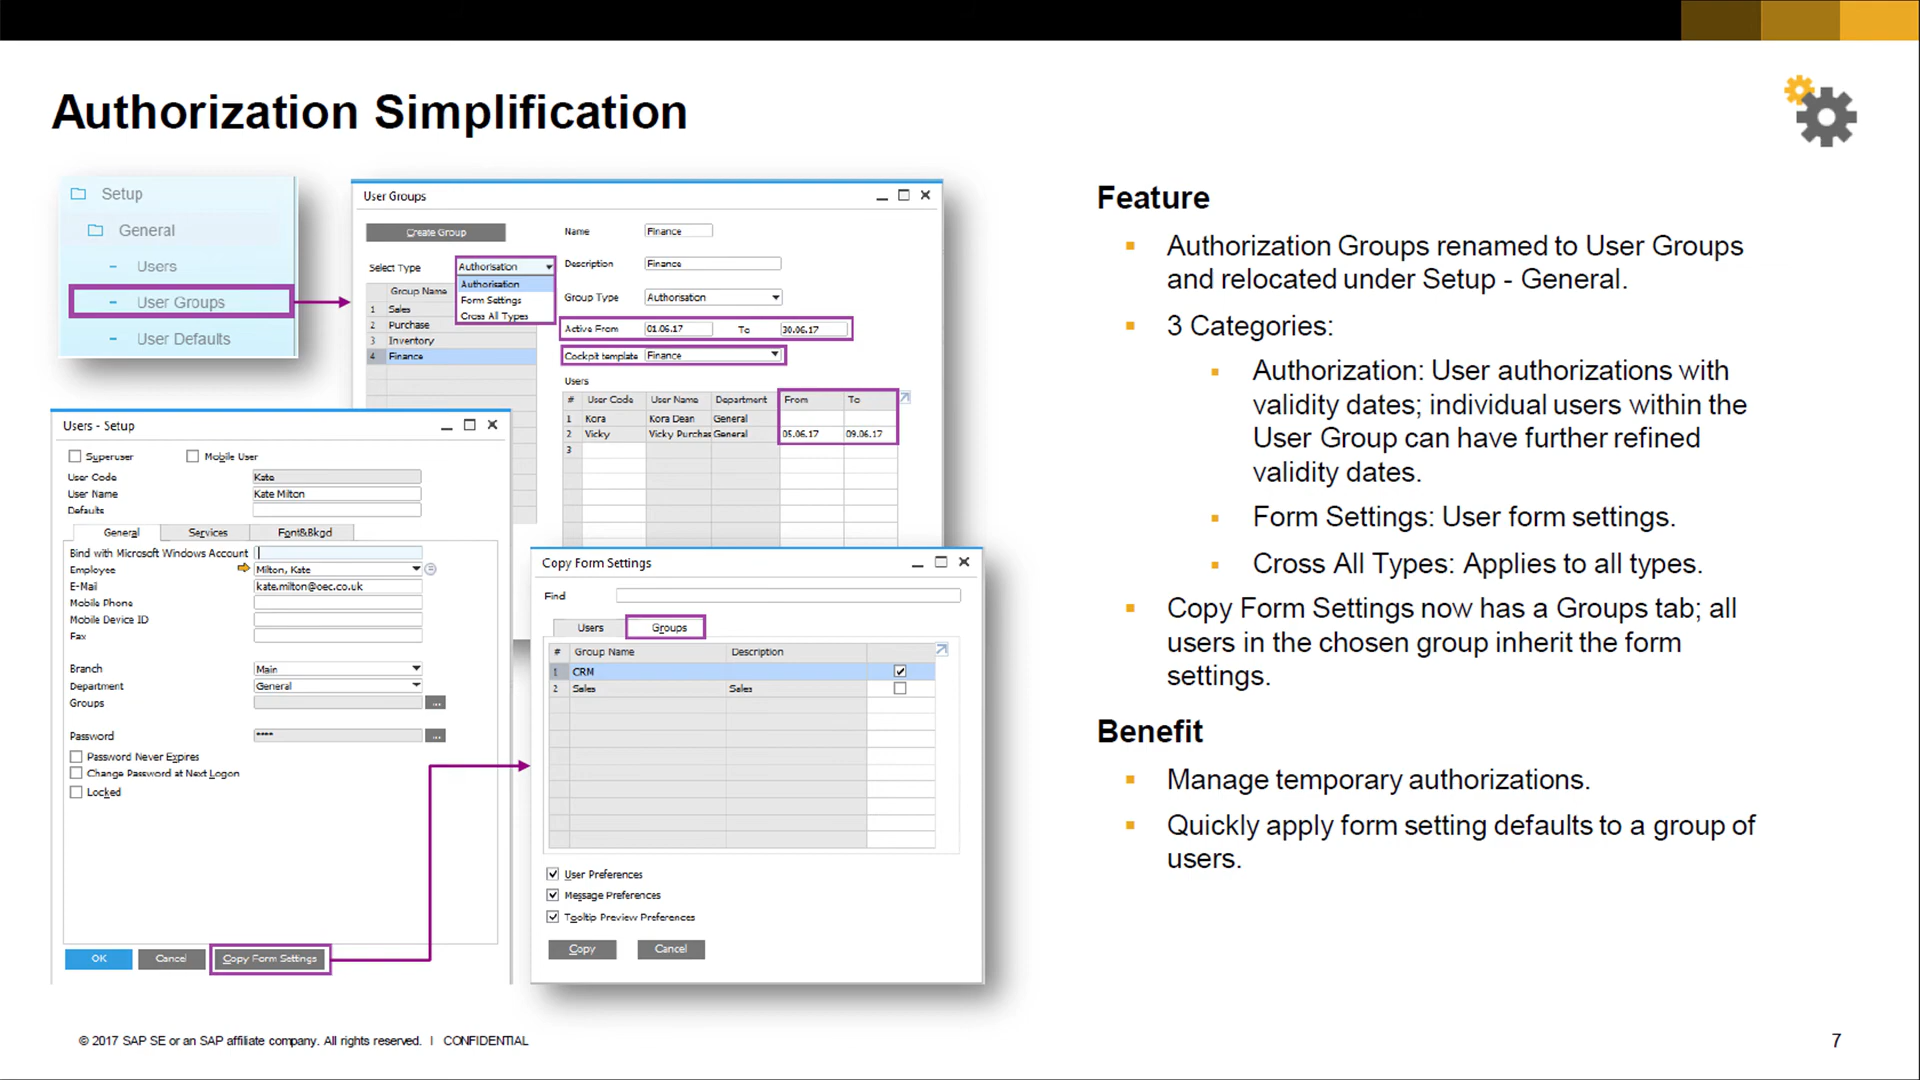 Authorization Simplification
Setup
General
- Users
- User Groups
- User Defaults
User Groups
Create Group
Select Type Authorisation
Authorisation
Form Settings
Cross All Types
Group Name
1 Sales
2 Purchase
3 Inventory
4 Finance
Name Finance
Description Finance
Group Type Authorisation
Active From 01.06.17 To 30.06.17
Cockpit template Finance
Users
# User Code User Name Department From To
1 Kora Kora Dean General
2 Vicky Vicky Purchas General 05.06.17 09.06.17
3
Users - Setup
Superuser Mobile User
User Code Kate
User Name Kate Milton
Defaults
General Services Font&Bkgd
Bind with Microsoft Windows Account
Employee Milton, Kate
E-Mail kate.milton@oec.co.uk
Mobile Phone
Mobile Device ID
Fax
Branch Main
Department General
Groups ...
Password **** ...
Password Never Expires
Change Password at Next Logon
Locked
OK Cancel Copy Form Settings
Copy Form Settings
Find
Users Groups
# Group Name Description
1 CRM
2 Sales Sales
User Preferences
Message Preferences
Tooltip Preview Preferences
Copy Cancel
Feature
Authorization Groups renamed to User Groups
and relocated under Setup - General.
3 Categories:
Authorization: User authorizations with
validity dates; individual users within the
User Group can have further refined
validity dates.
Form Settings: User form settings.
Cross All Types: Applies to all types.
Copy Form Settings now has a Groups tab; all
users in the chosen group inherit the form
settings.
Benefit
Manage temporary authorizations.
Quickly apply form setting defaults to a group of
users.
© 2017 SAP SE or an SAP affiliate company. All rights reserved. | CONFIDENTIAL
7